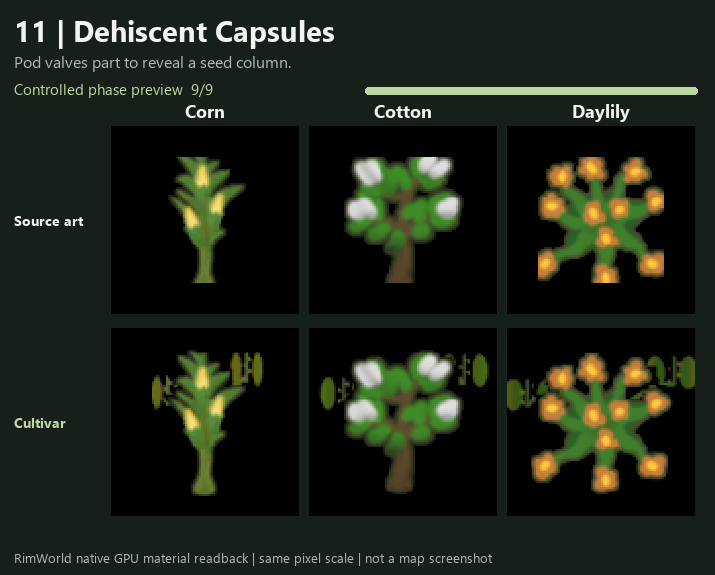 11 | Dehiscent Capsules
Pod valves part to reveal a seed column.
Controlled phase preview 9/9
Corn Cotton Daylily
Source art
Cultivar
RimWorld native GPU material readback | same pixel scale | not a map screenshot